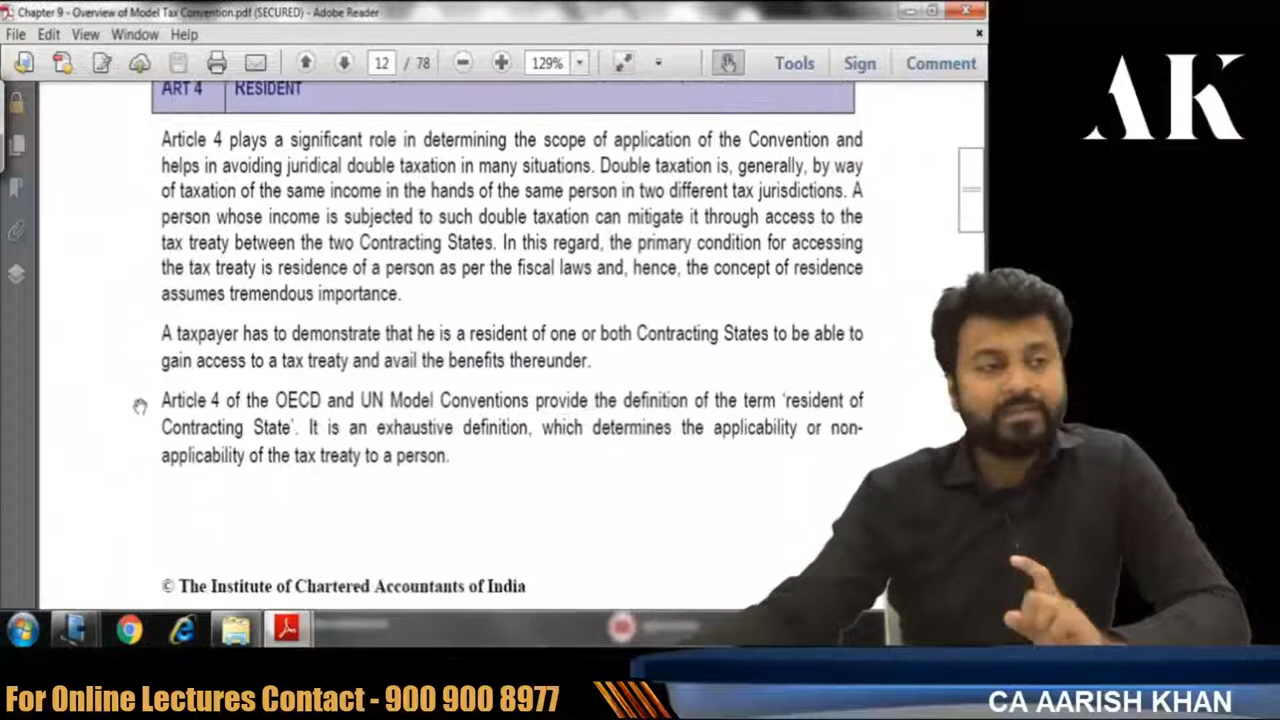 Chapter 9 - Overview of Model Tax Convention.pdf (SECURED) - Adobe Reader
File Edit View Window Help
12 / 78 129% Tools Sign Comment
AK
ART 4 RESIDENT
Article 4 plays a significant role in determining the scope of application of the Convention and
helps in avoiding juridical double taxation in many situations. Double taxation is, generally, by way
of taxation of the same income in the hands of the same person in two different tax jurisdictions. A
person whose income is subjected to such double taxation can mitigate it through access to the
tax treaty between the two Contracting States. In this regard, the primary condition for accessing
the tax treaty is residence of a person as per the fiscal laws and, hence, the concept of residence
assumes tremendous importance.
A taxpayer has to demonstrate that he is a resident of one or both Contracting States to be able to
gain access to a tax treaty and avail the benefits thereunder.
Article 4 of the OECD and UN Model Conventions provide the definition of the term ‘resident of
Contracting State’. It is an exhaustive definition, which determines the applicability or non-
applicability of the tax treaty to a person.
© The Institute of Chartered Accountants of India
For Online Lectures Contact - 900 900 8977
CA AARISH KHAN